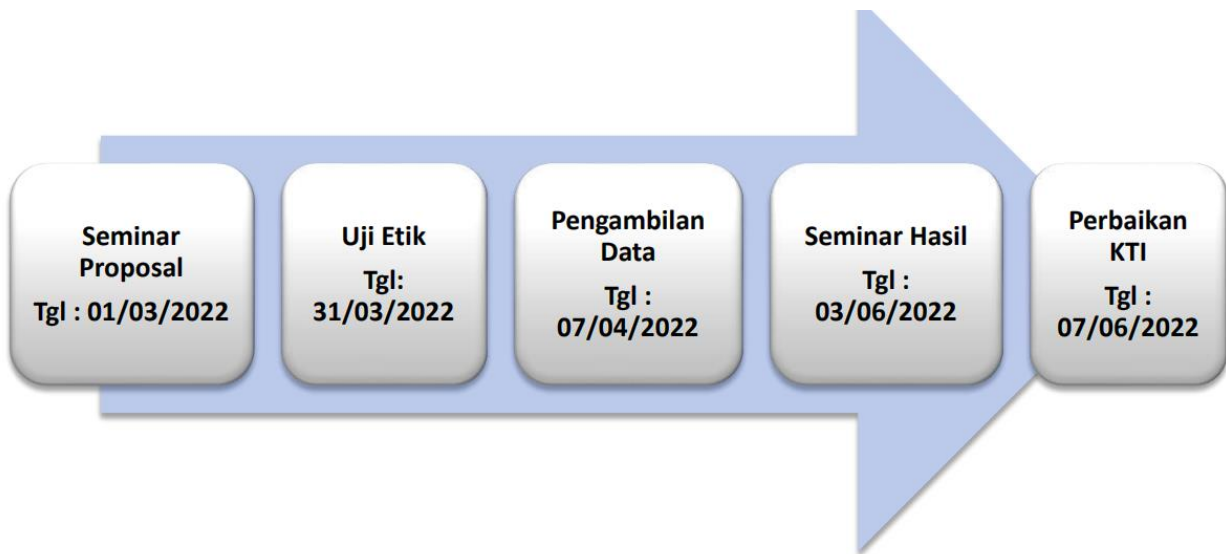 Seminar
Proposal
Tgl : 01/03/2022
Uji Etik
Tgl:
31/03/2022
Pengambilan
Data
Tgl :
07/04/2022
Seminar Hasil
Tgl :
03/06/2022
Perbaikan
KTI
Tgl :
07/06/2022